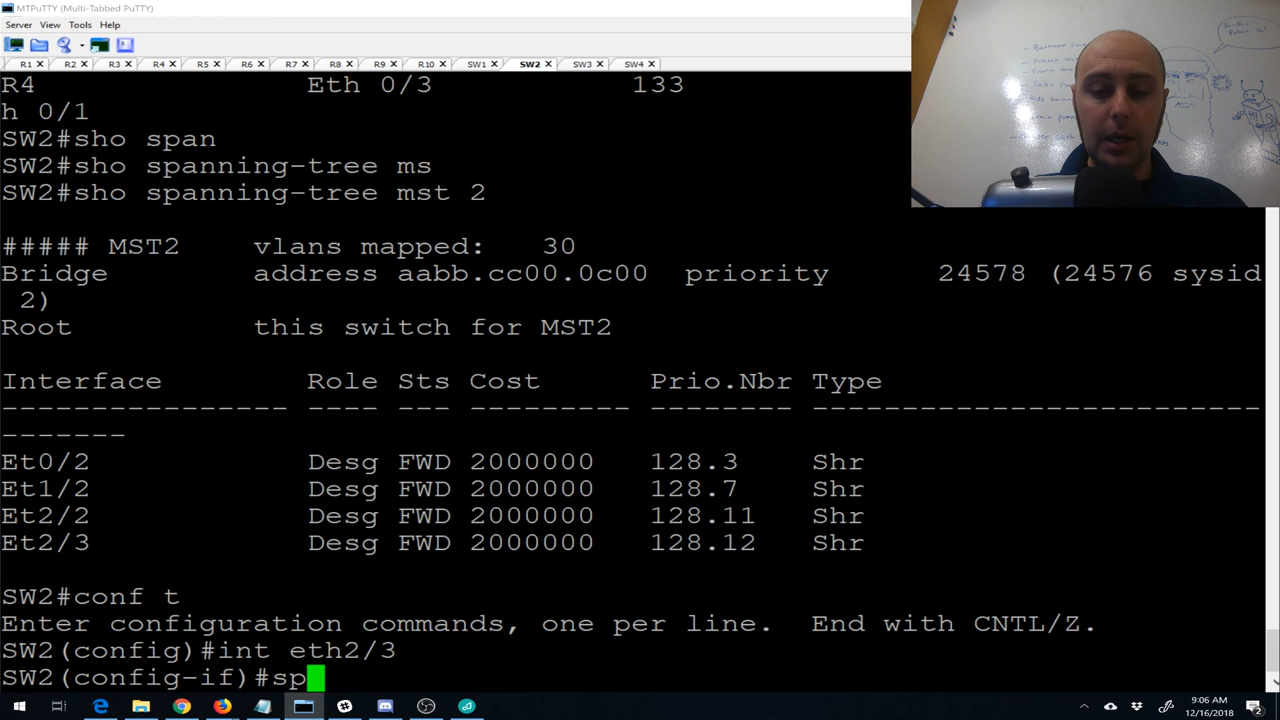 MTPuTTY (Multi-Tabbed PuTTY)
Server View Tools Help
R1 R2 R3 R4 R5 R6 R7 R8 R9 R10 SW1 SW2 SW3 SW4
R4 Eth 0/3 133
h 0/1
SW2#sho span
SW2#sho spanning-tree ms
SW2#sho spanning-tree mst 2
##### MST2 vlans mapped: 30
Bridge address aabb.cc00.0c00 priority 24578 (24576 sysid
2)
Root this switch for MST2
Interface Role Sts Cost Prio.Nbr Type
---------------- ---- --- --------- -------- -------------------------
-------
Et0/2 Desg FWD 2000000 128.3 Shr
Et1/2 Desg FWD 2000000 128.7 Shr
Et2/2 Desg FWD 2000000 128.11 Shr
Et2/3 Desg FWD 2000000 128.12 Shr
SW2#conf t
Enter configuration commands, one per line. End with CNTL/Z.
SW2(config)#int eth2/3
SW2(config-if)#sp
9:06 AM
12/16/2018
2